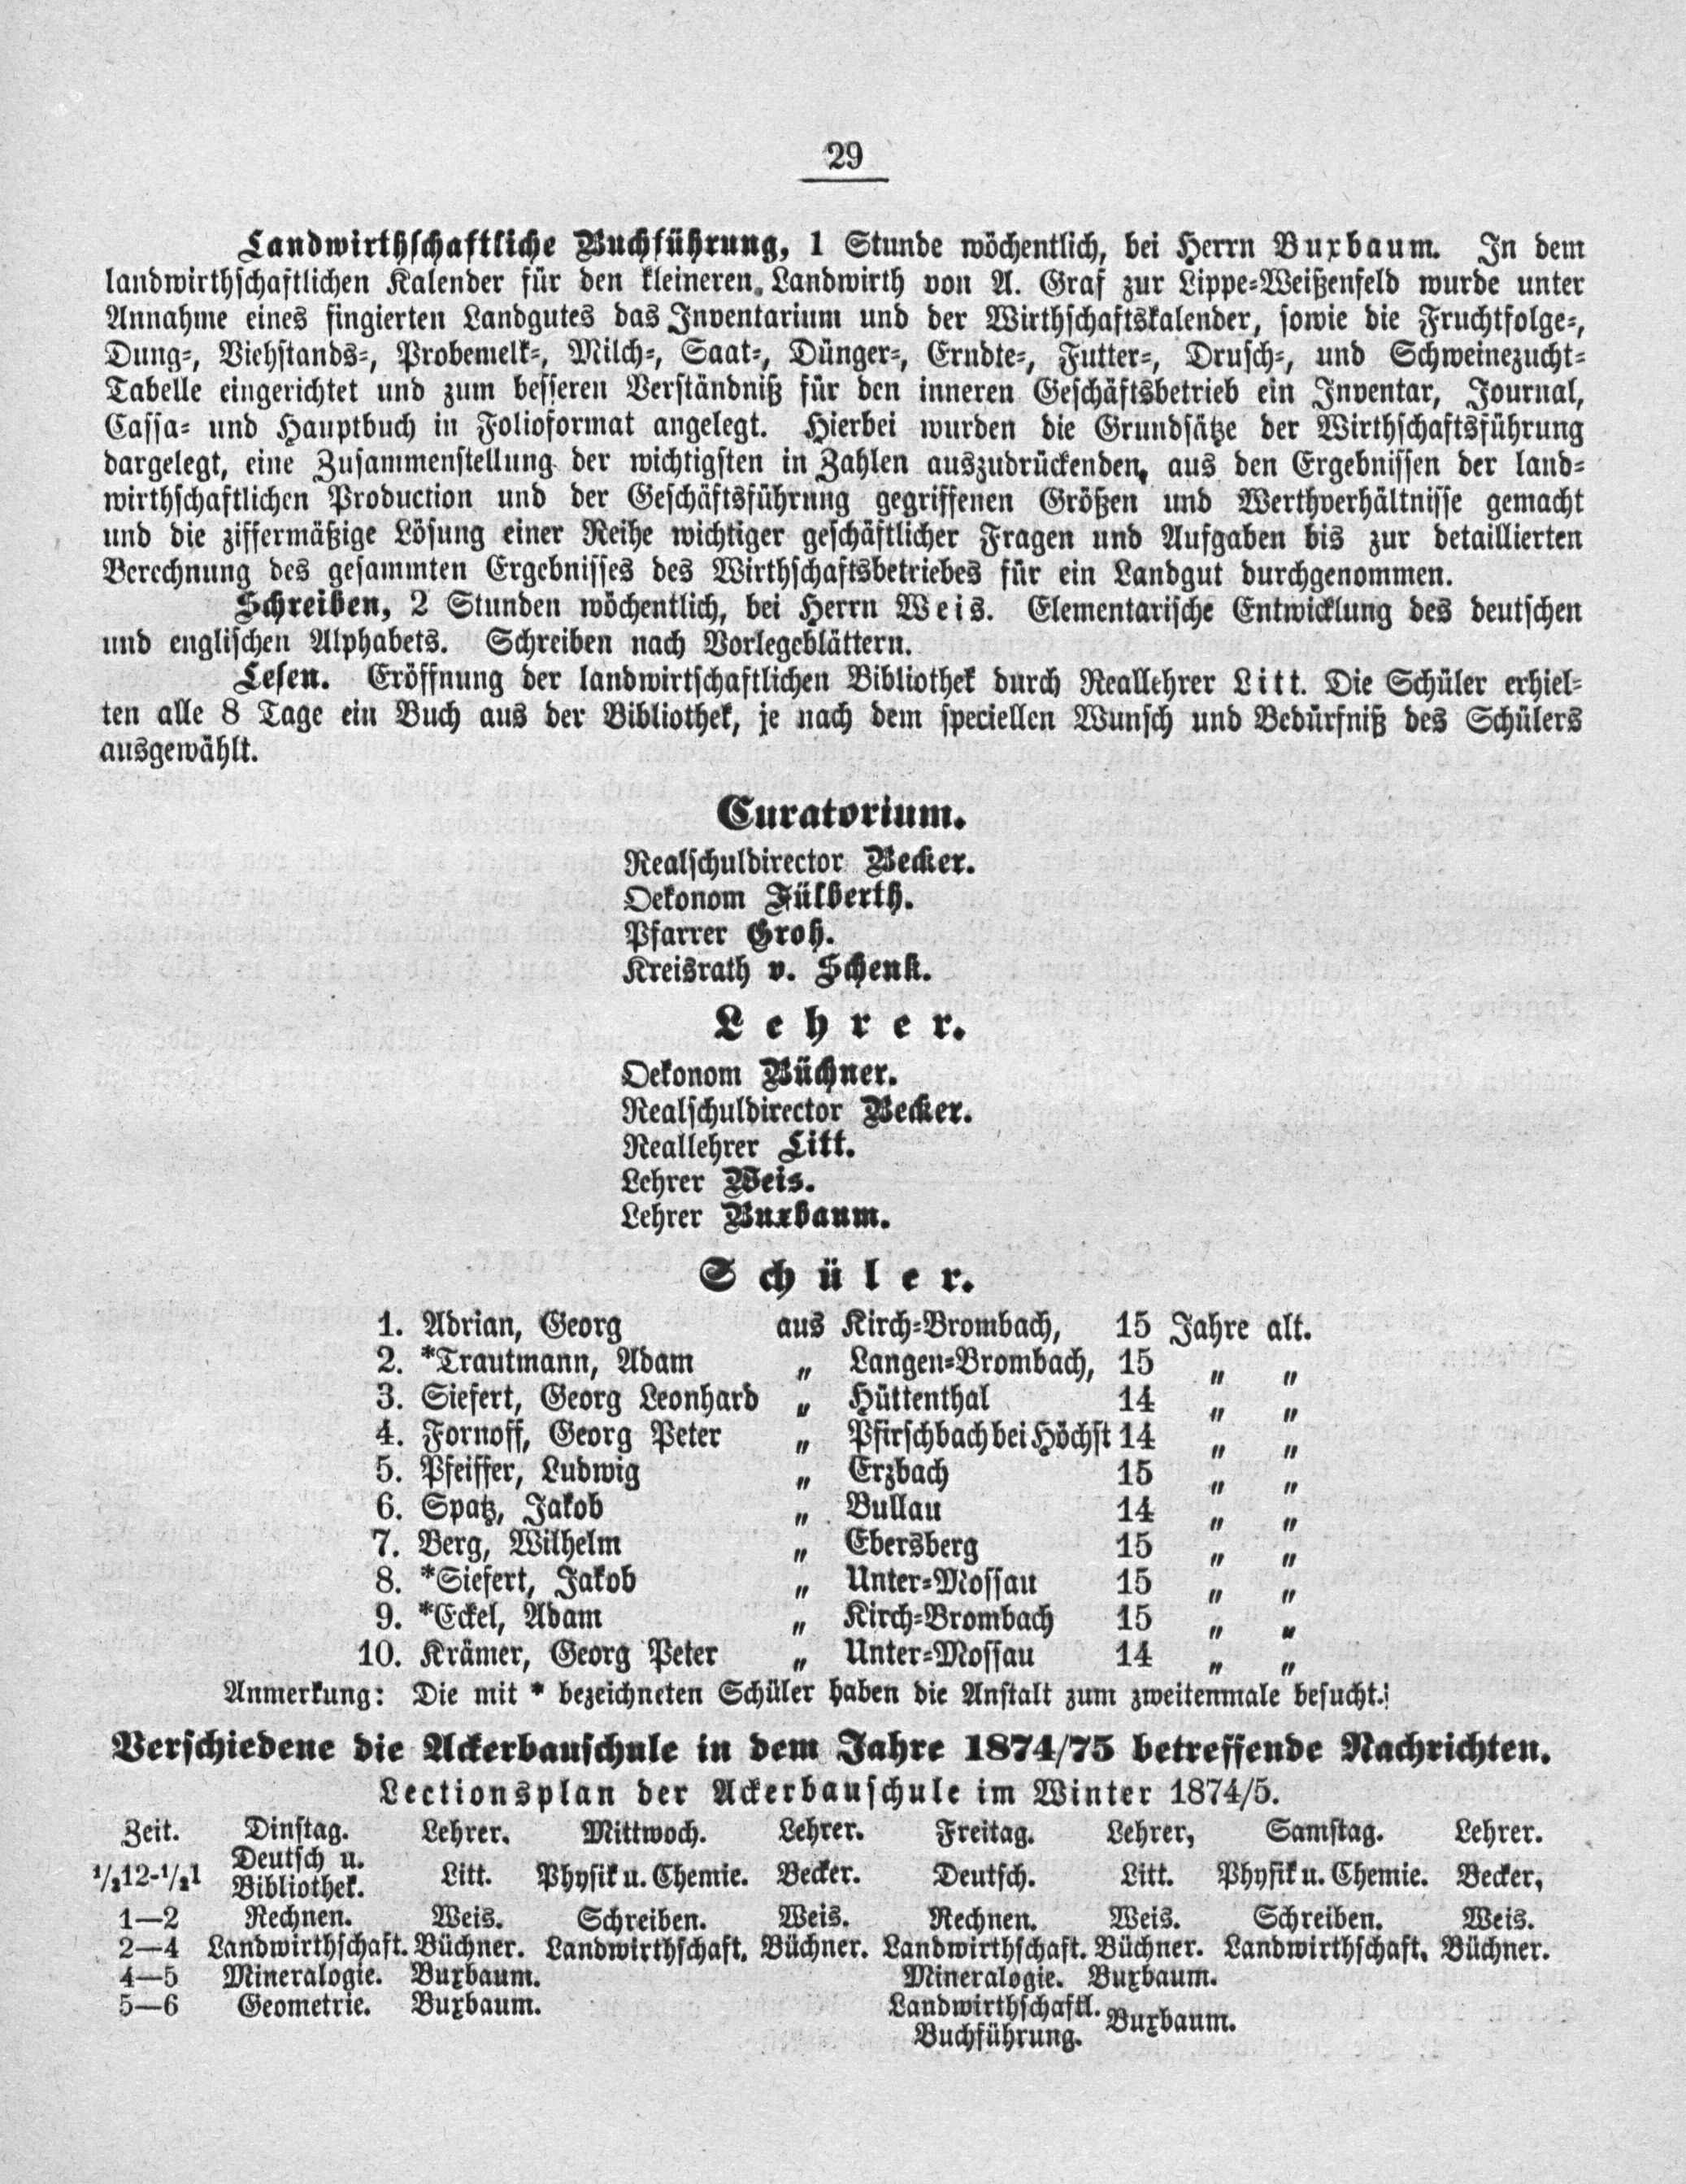 29
Landwirthschaftliche Buchführung, 1 Stunde wöchentlich, bei Herrn Buxbaum. In dem
landwirthschaftlichen Kalender für den kleineren Landwirth von A. Graf zur Lippe-Weißenfeld wurde unter
Annahme eines fingierten Landgutes das Inventarium und der Wirthschaftskalender, sowie die Fruchtfolge-,
Dung-, Viehstands-, Probemelk-, Milch-, Saat-, Dünger-, Erndte-, Futter-, Drusch-, und Schweinezucht-
Tabelle eingerichtet und zum besseren Verständniß für den inneren Geschäftsbetrieb ein Inventar, Journal,
Cassa- und Hauptbuch in Folioformat angelegt. Hierbei wurden die Grundsätze der Wirthschaftsführung
dargelegt, eine Zusammenstellung der wichtigsten in Zahlen auszudrückenden, aus den Ergebnissen der land-
wirthschaftlichen Production und der Geschäftsführung gegriffenen Größen und Werthverhältnisse gemacht
und die ziffermäßige Lösung einer Reihe wichtiger geschäftlicher Fragen und Aufgaben bis zur detaillierten
Berechnung des gesammten Ergebnisses des Wirthschaftsbetriebes für ein Landgut durchgenommen.
Schreiben, 2 Stunden wöchentlich, bei Herrn Weis. Elementarische Entwicklung des deutschen
und englischen Alphabets. Schreiben nach Vorlegeblättern.
Lesen. Eröffnung der landwirtschaftlichen Bibliothek durch Reallehrer Litt. Die Schüler erhiel-
ten alle 8 Tage ein Buch aus der Bibliothek, je nach dem speciellen Wunsch und Bedürfniß des Schülers
ausgewählt.
Curatorium.
Realschuldirector Becker.
Oekonom Fülberth.
Pfarrer Groh.
Kreisrath v. Schenk.
Lehrer.
Oekonom Büchner.
Realschuldirector Becker.
Reallehrer Litt.
Lehrer Weis.
Lehrer Buxbaum.
Schüler.
1. Adrian, Georg aus Kirch-Brombach, 15 Jahre alt.
2. *Trautmann, Adam „ Langen-Brombach, 15 „ „
3. Siefert, Georg Leonhard „ Hüttenthal 14 „ „
4. Fornoff, Georg Peter „ Pfirschbach bei Höchst 14 „ „
5. Pfeiffer, Ludwig „ Erzbach 15 „ „
6. Spatz, Jakob „ Bullau 14 „ „
7. Berg, Wilhelm „ Ebersberg 15 „ „
8. *Siefert, Jakob „ Unter-Mossau 15 „ „
9. *Eckel, Adam „ Kirch-Brombach 15 „ „
10. Krämer, Georg Peter „ Unter-Mossau 14 „ „
Anmerkung: Die mit * bezeichneten Schüler haben die Anstalt zum zweitenmale besucht.
Verschiedene die Ackerbauschule in dem Jahre 1874/75 betreffende Nachrichten.
Lectionsplan der Ackerbauschule im Winter 1874/5.
Zeit. Dinstag. Lehrer. Mittwoch. Lehrer. Freitag. Lehrer, Samstag. Lehrer.
½12-½1 Deutsch u. Bibliothek. Litt. Physik u. Chemie. Becker. Deutsch. Litt. Physik u. Chemie. Becker,
1—2 Rechnen. Weis. Schreiben. Weis. Rechnen. Weis. Schreiben. Weis.
2—4 Landwirthschaft. Büchner. Landwirthschaft. Büchner. Landwirthschaft. Büchner. Landwirthschaft. Büchner.
4—5 Mineralogie. Buxbaum. Mineralogie. Buxbaum.
5—6 Geometrie. Buxbaum. Landwirthschaftl. Buchführung. Buxbaum.